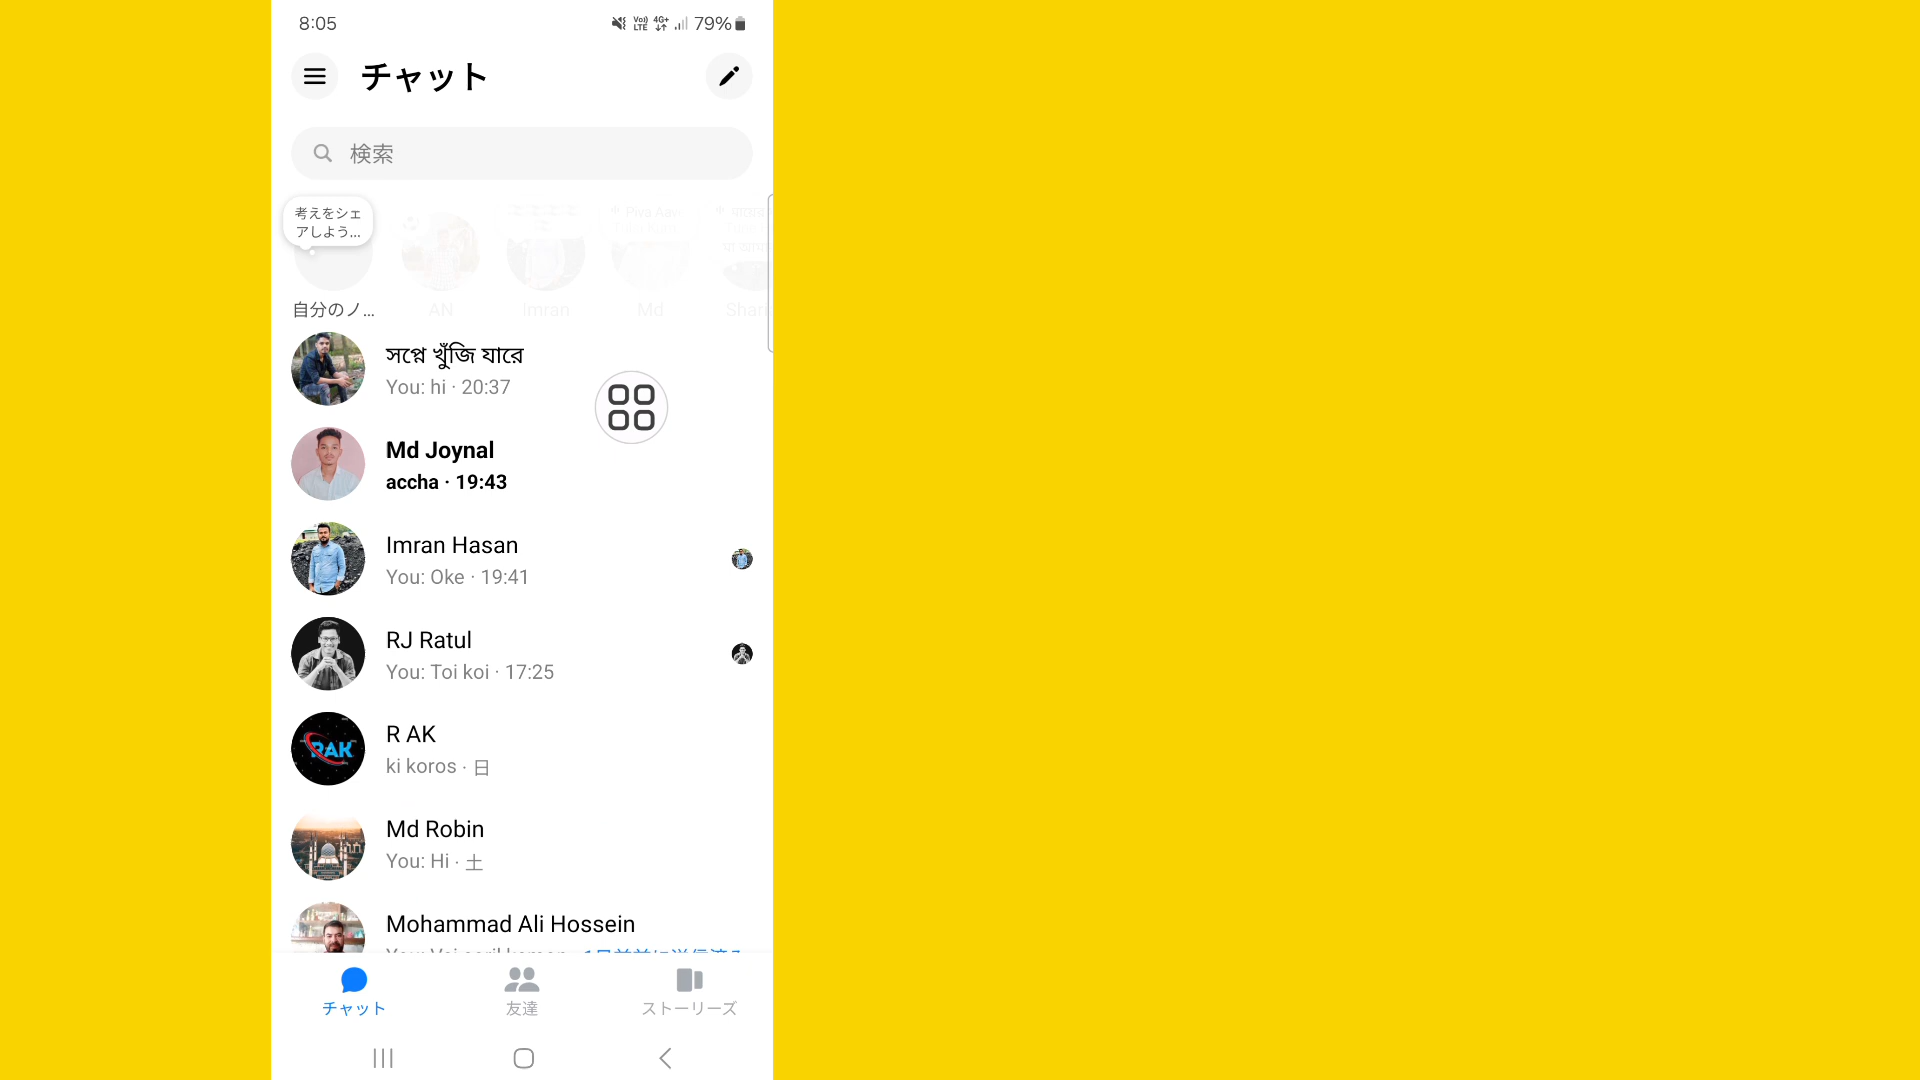 8:05
Vo) LTE 4G+ 79%
チャット
検索
考えをシェ
アしよう...
自分のノ...
AN
Imran
Md
সপ্নে খুঁজি যারে
You: hi · 20:37
Md Joynal
accha · 19:43
Imran Hasan
You: Oke · 19:41
RJ Ratul
You: Toi koi · 17:25
R AK
RAK
ki koros · 日
Md Robin
You: Hi · 土
Mohammad Ali Hossein
チャット
友達
ストーリーズ